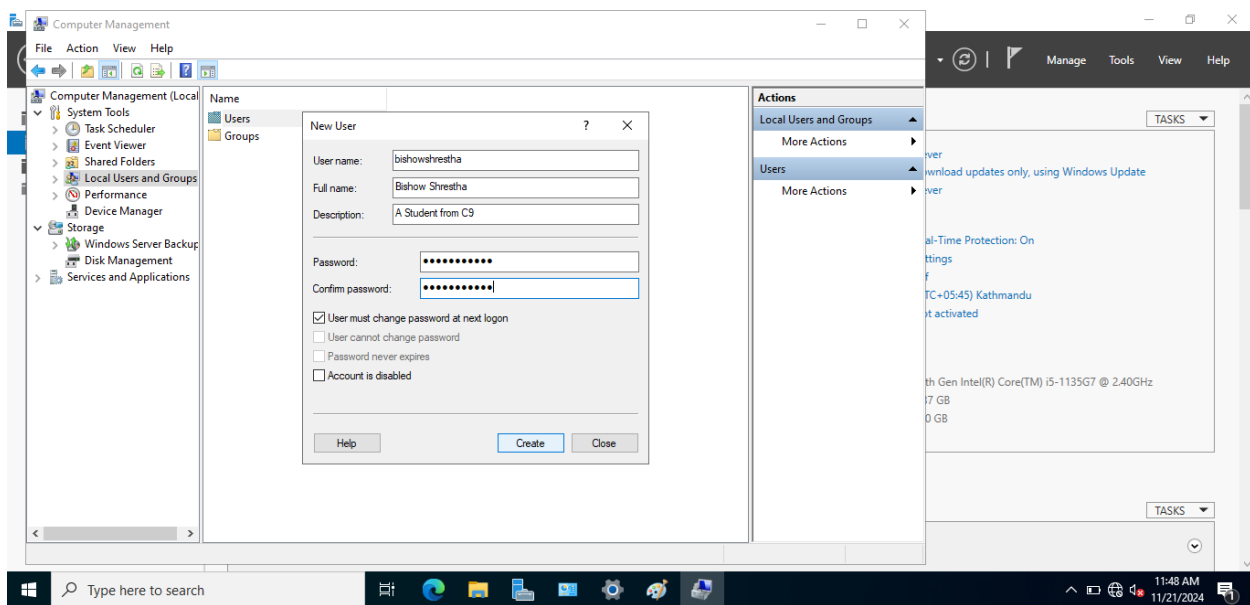 Computer Management
File Action View Help
Manage Tools View Help
Computer Management (Local
System Tools
Task Scheduler
Event Viewer
Shared Folders
Local Users and Groups
Performance
Device Manager
Storage
Windows Server Backup
Disk Management
Services and Applications
Name
Users
Groups
New User
User name: bishowshrestha
Full name: Bishow Shrestha
Description: A Student from C9
Password: ●●●●●●●●●●●
Confirm password: ●●●●●●●●●●●
User must change password at next logon
User cannot change password
Password never expires
Account is disabled
Help Create Close
Actions
Local Users and Groups
More Actions
Users
More Actions
TASKS
ever
ownload updates only, using Windows Update
ever
al-Time Protection: On
ttings
f
TC+05:45) Kathmandu
ot activated
th Gen Intel(R) Core(TM) i5-1135G7 @ 2.40GHz
37 GB
0 GB
TASKS
Type here to search
11:48 AM
11/21/2024
1